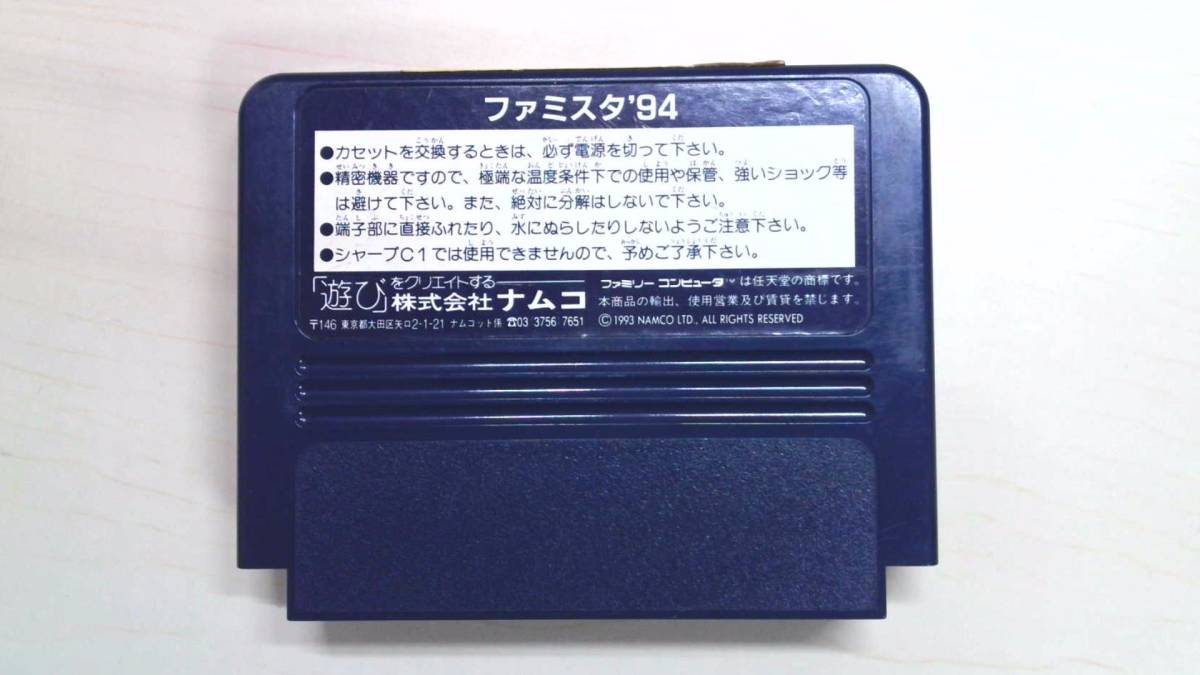 ファミスタ'94
●カセットを交換するときは、必ず電源を切って下さい。
●精密機器ですので、極端な温度条件下での使用や保管、強いショック等
は避けて下さい。また、絶対に分解はしないで下さい。
●端子部に直接ふれたり、水にぬらしたりしないようご注意下さい。
●シャープC1では使用できませんので、予めご了承下さい。
「遊び」をクリエイトする
株式会社ナムコ
〒146 東京都大田区矢口2-1-21 ナムコット係 ☎03 3756 7651
ファミリー コンピュータ™は任天堂の商標です。
本商品の輸出、使用営業及び賃貸を禁じます。
©1993 NAMCO LTD., ALL RIGHTS RESERVED